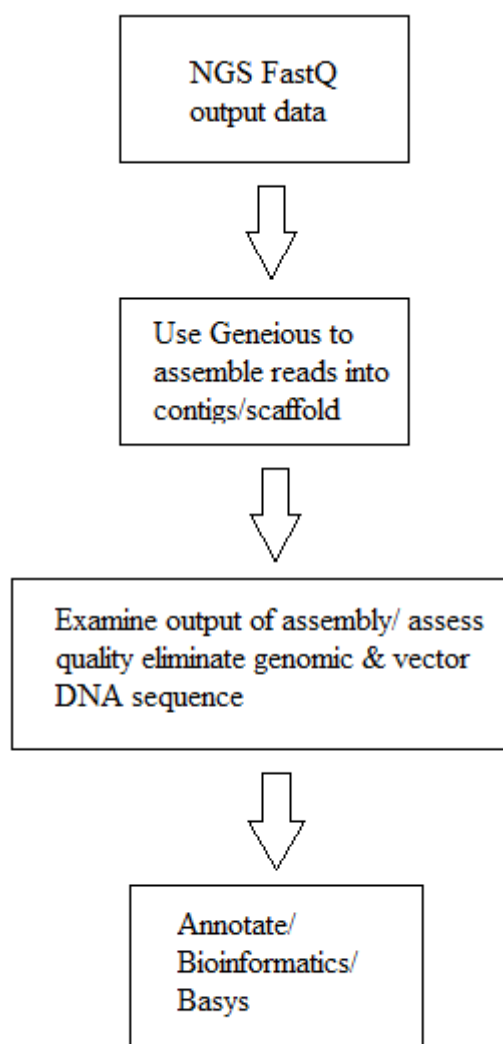 NGS FastQ
output data
Use Geneious to
assemble reads into
contigs/scaffold
Examine output of assembly/ assess
quality eliminate genomic & vector
DNA sequence
Annotate/
Bioinformatics/
Basys